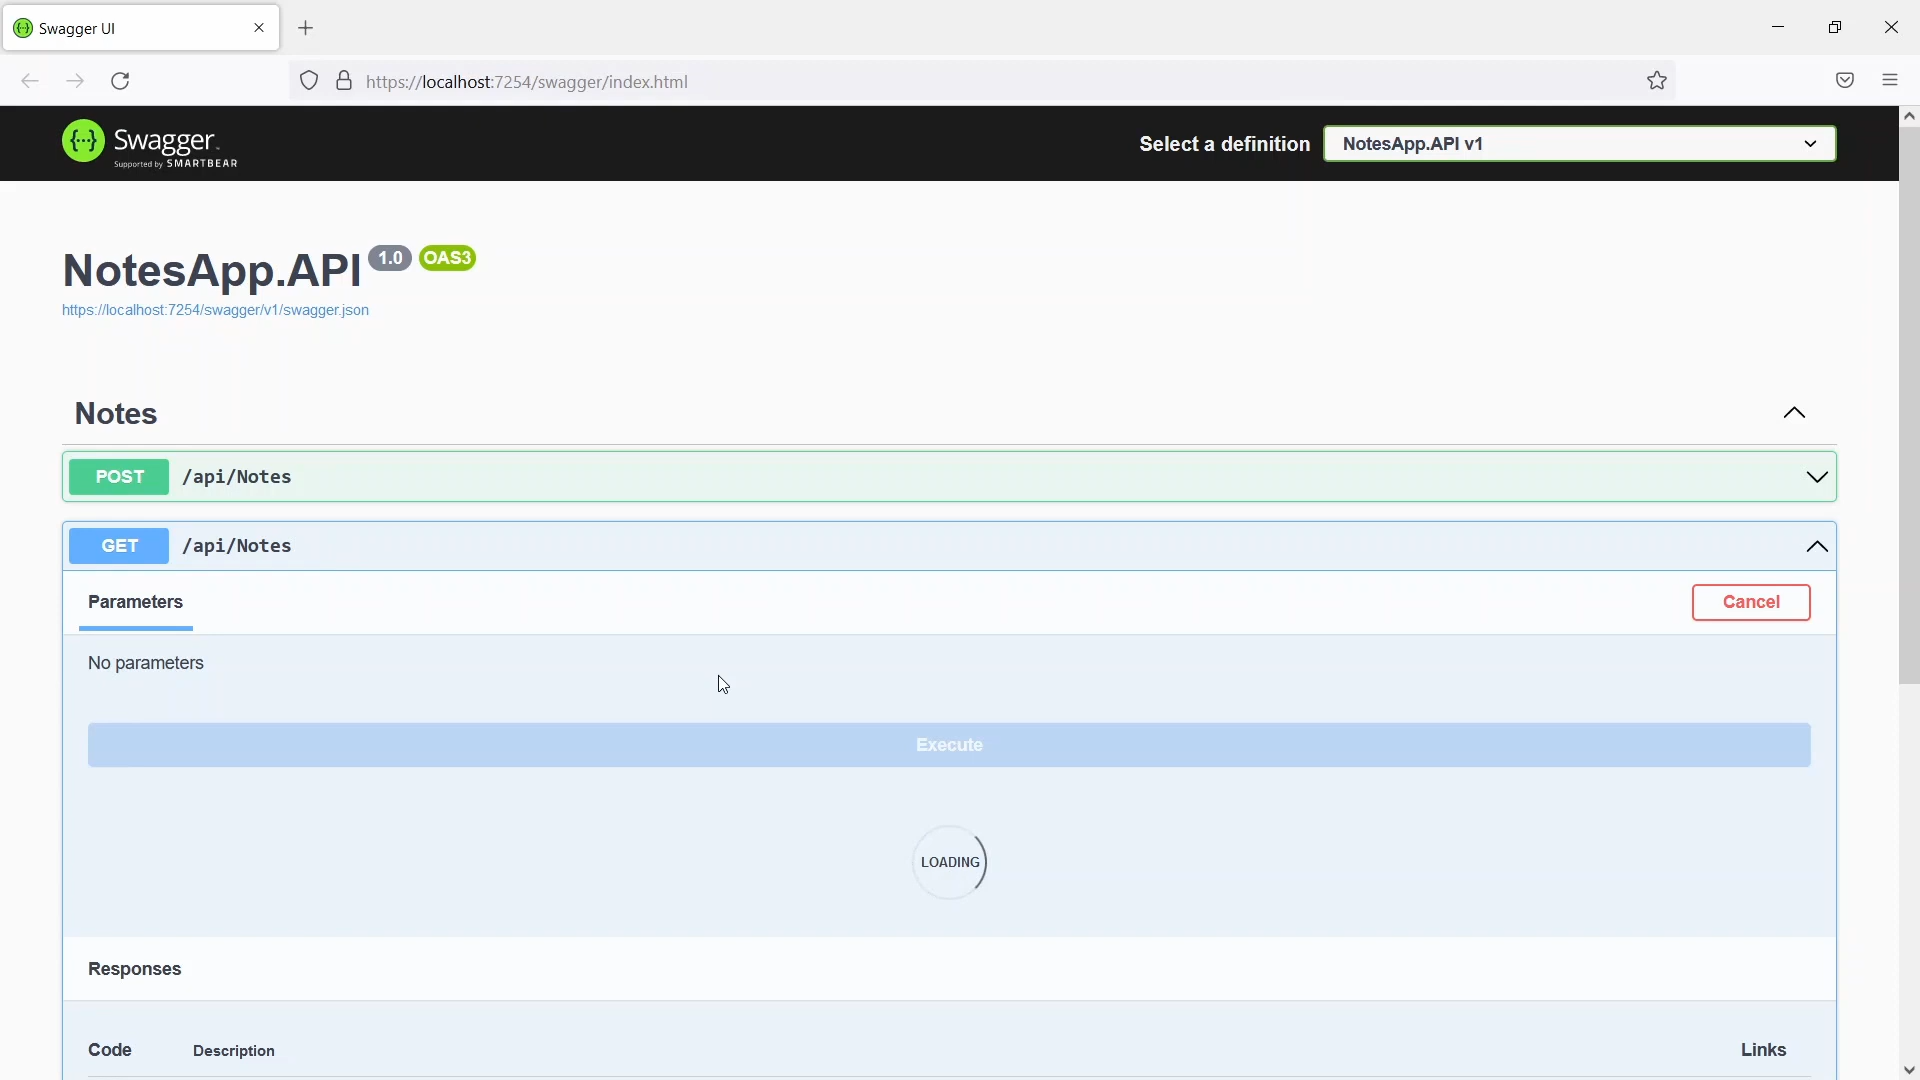 Swagger UI
https://localhost:7254/swagger/index.html
{···} Swagger.
Supported by SMARTBEAR
Select a definition
NotesApp.API v1
NotesApp.API 1.0 OAS3
https://localhost:7254/swagger/v1/swagger.json
Notes
POST /api/Notes
GET /api/Notes
Parameters
Cancel
No parameters
Execute
LOADING
Responses
Code Description Links